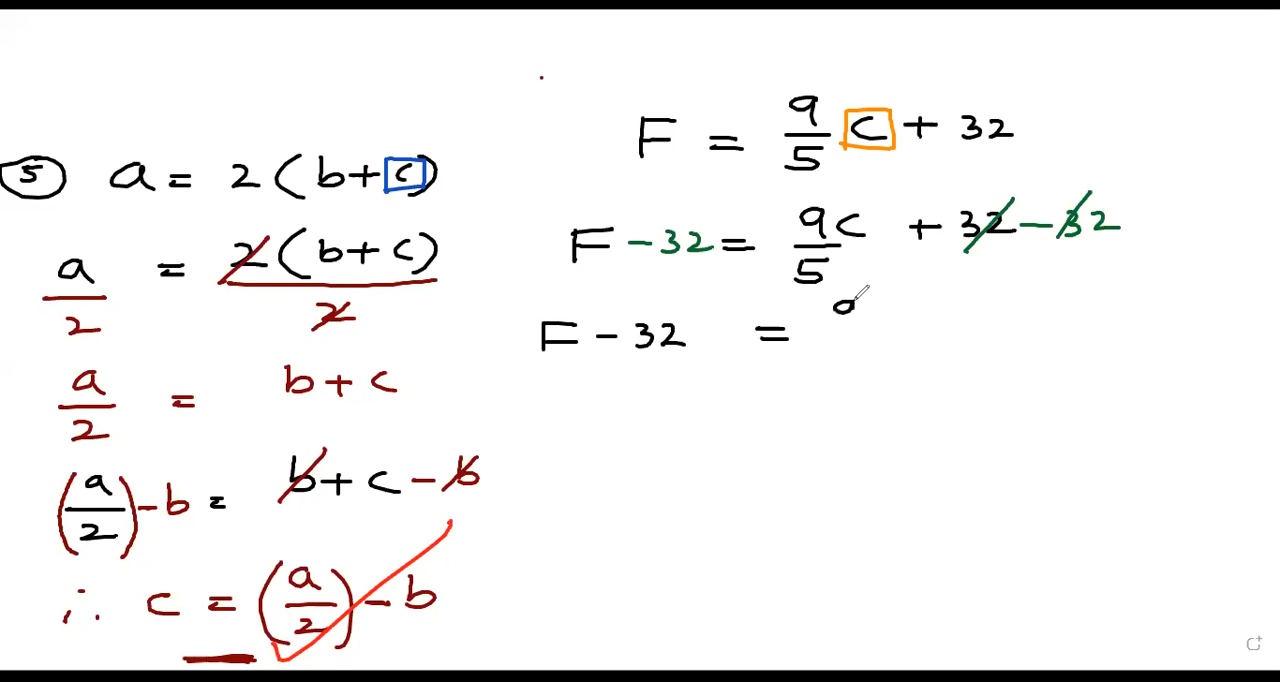 5 a = 2 ( b + c )
a/2 = 2 ( b + c ) / 2
a/2 = b + c
( a/2 ) - b = b + c - b
∴ c = ( a/2 ) - b
F = 9/5 C + 32
F - 32 = 9C/5 + 32 - 32
F - 32 =